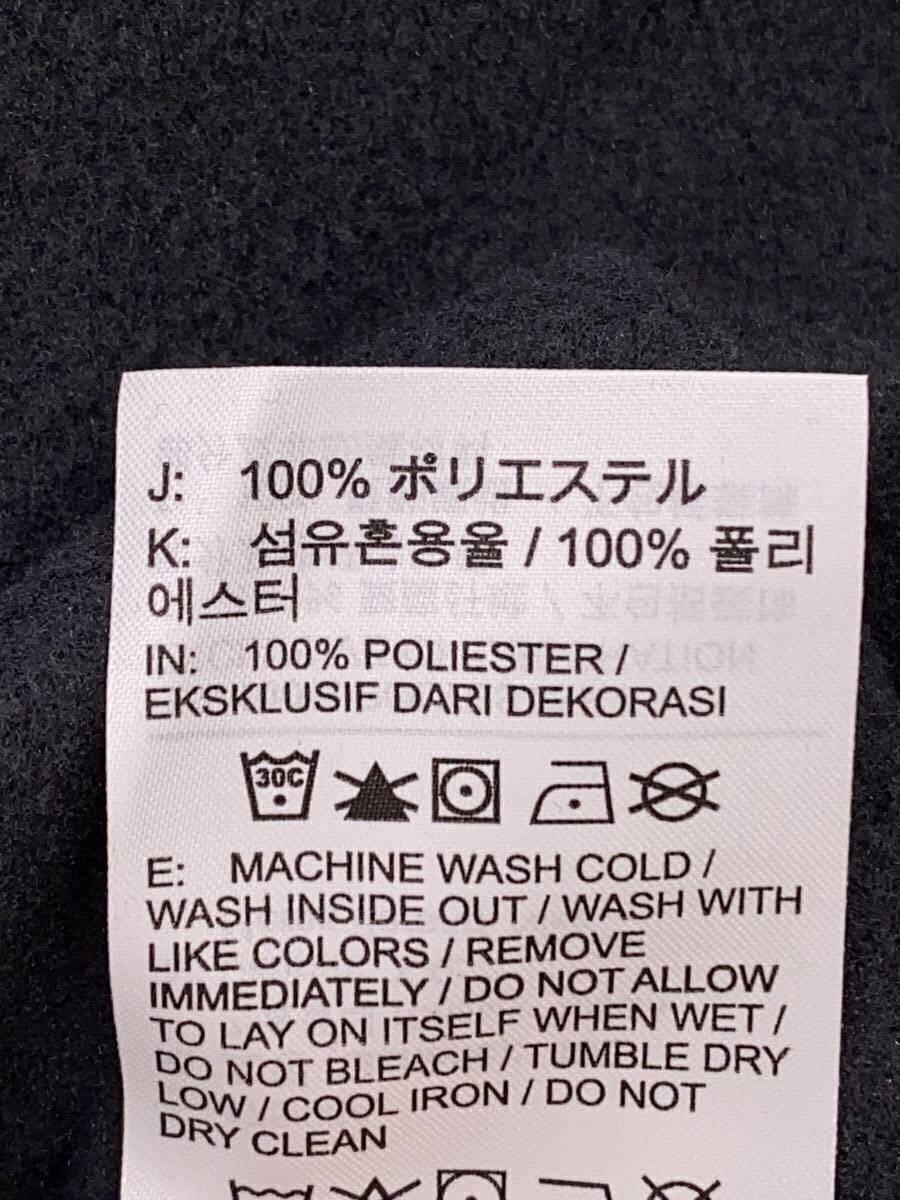 J: 100% ポリエステル
K: 섬유혼용율 / 100% 폴리
에스터
IN: 100% POLIESTER /
EKSKLUSIF DARI DEKORASI
30C
E: MACHINE WASH COLD /
WASH INSIDE OUT / WASH WITH
LIKE COLORS / REMOVE
IMMEDIATELY / DO NOT ALLOW
TO LAY ON ITSELF WHEN WET /
DO NOT BLEACH / TUMBLE DRY
LOW / COOL IRON / DO NOT
DRY CLEAN